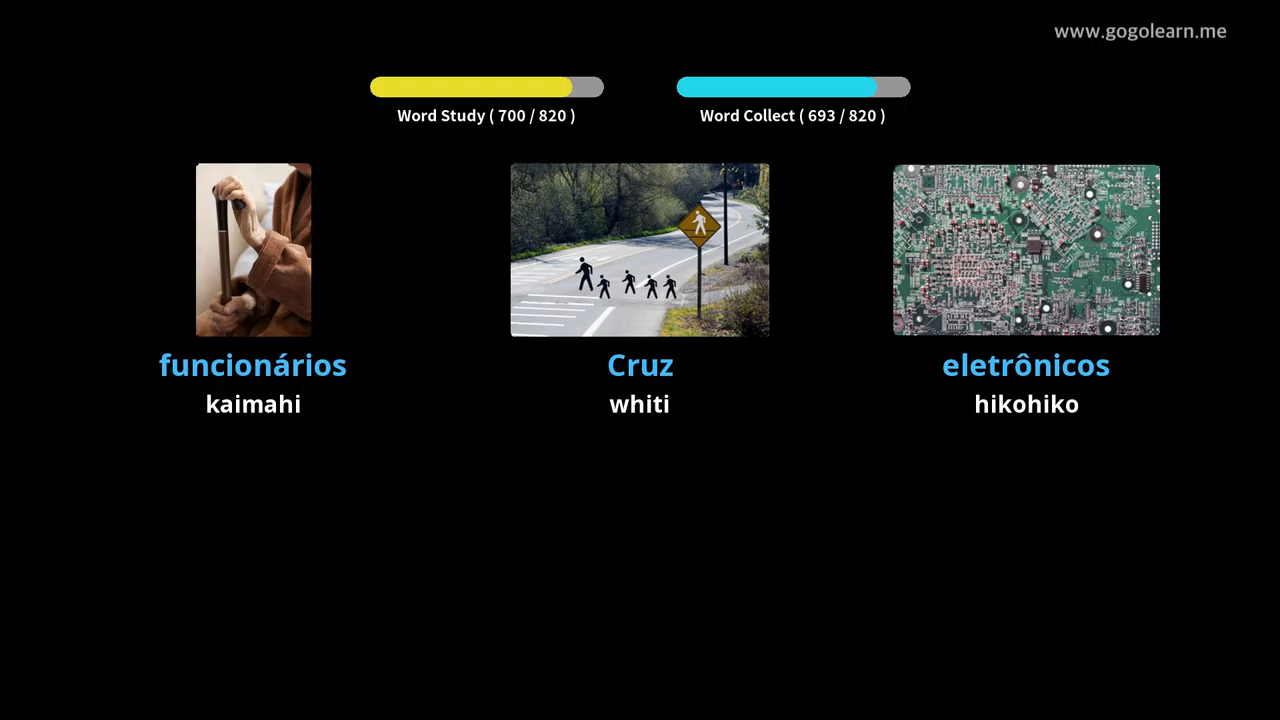 www.gogolearn.me
Word Study ( 700 / 820 )
Word Collect ( 693 / 820 )
funcionários
kaimahi
Cruz
whiti
eletrônicos
hikohiko